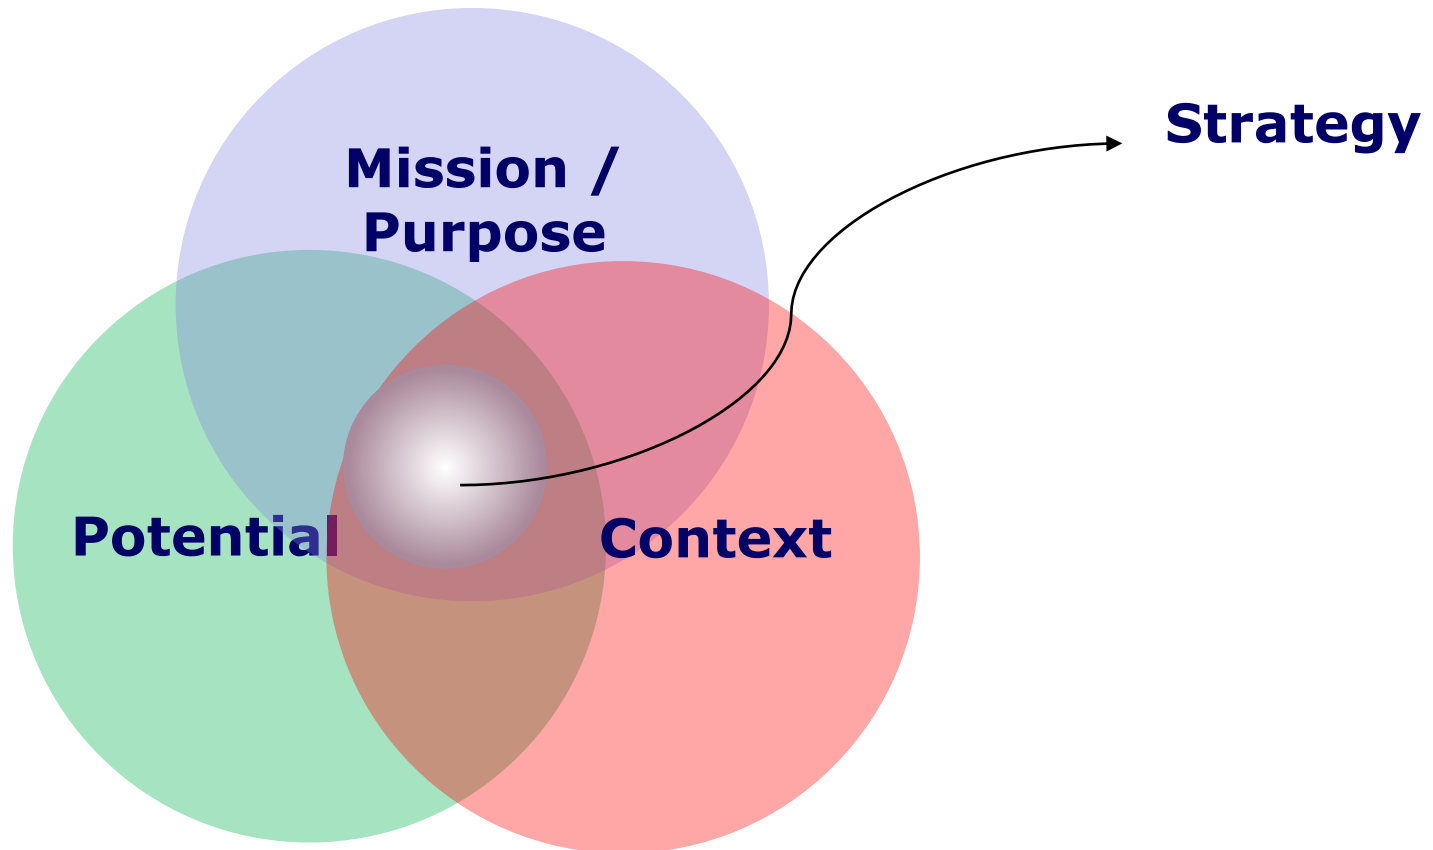 Strategy
Mission /
Purpose
Potential
Context